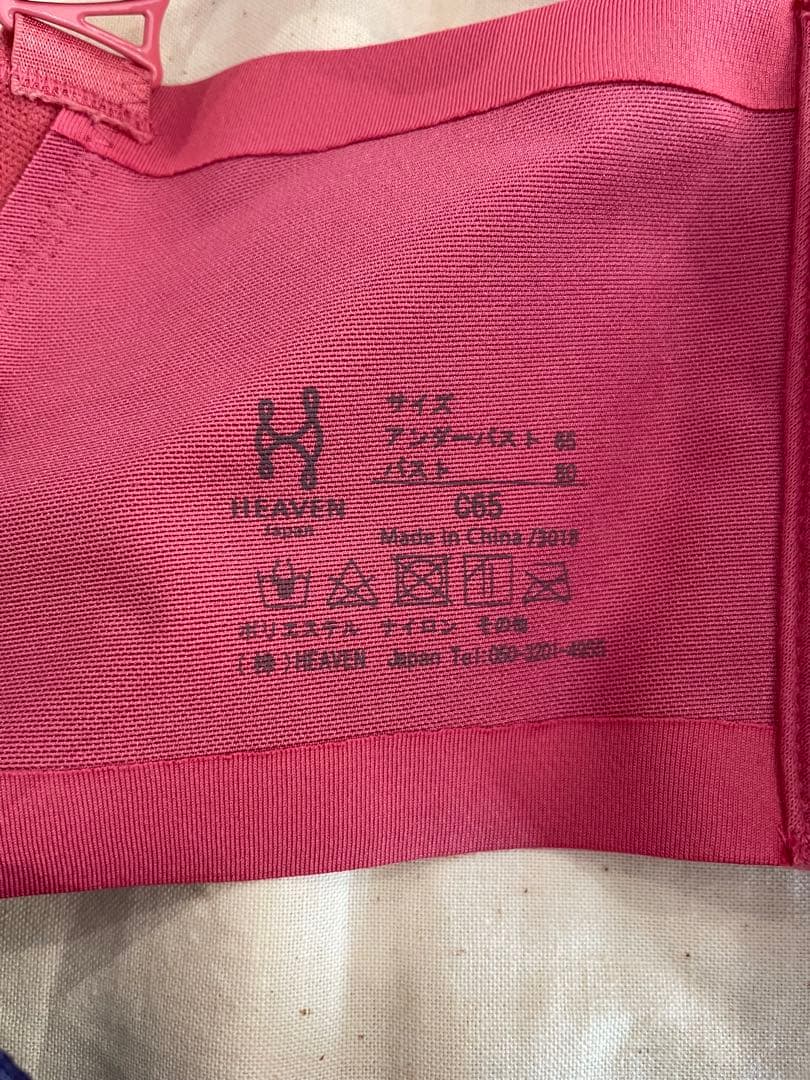 HEAVEN
Japan
サイズ
アンダーバスト 65
バスト 80
C65
Made in China /3018
ポリエステル ナイロン その他
(株)HEAVEN Japan Tel:050-3201-4955